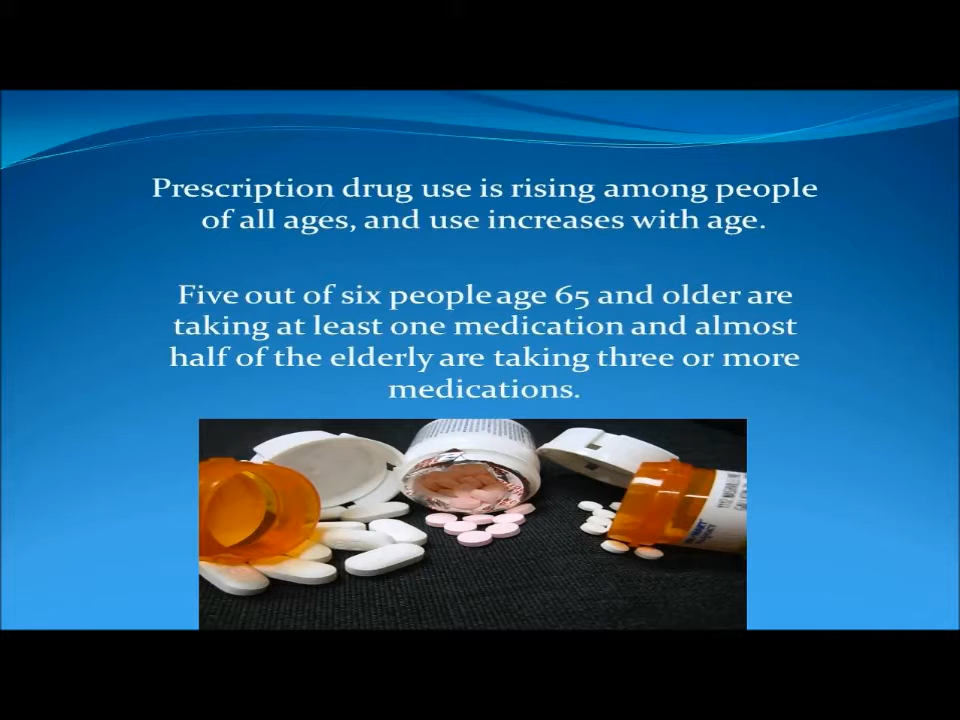 Prescription drug use is rising among people
of all ages, and use increases with age.
Five out of six people age 65 and older are
taking at least one medication and almost
half of the elderly are taking three or more
medications.